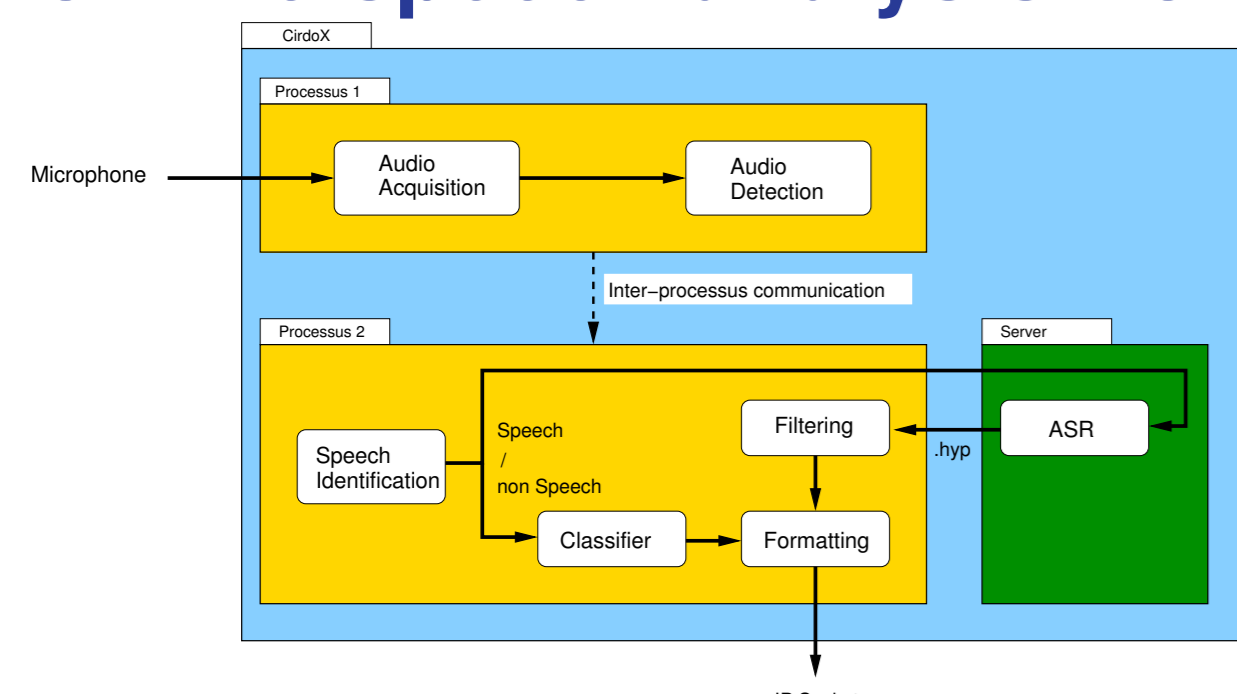 CirdoX
Processus 1
Microphone
Audio
Acquisition
Audio
Detection
Inter−processus communication
Processus 2
Server
Speech
Identification
Speech
/
non Speech
Filtering
.hyp
ASR
Classifier
Formatting